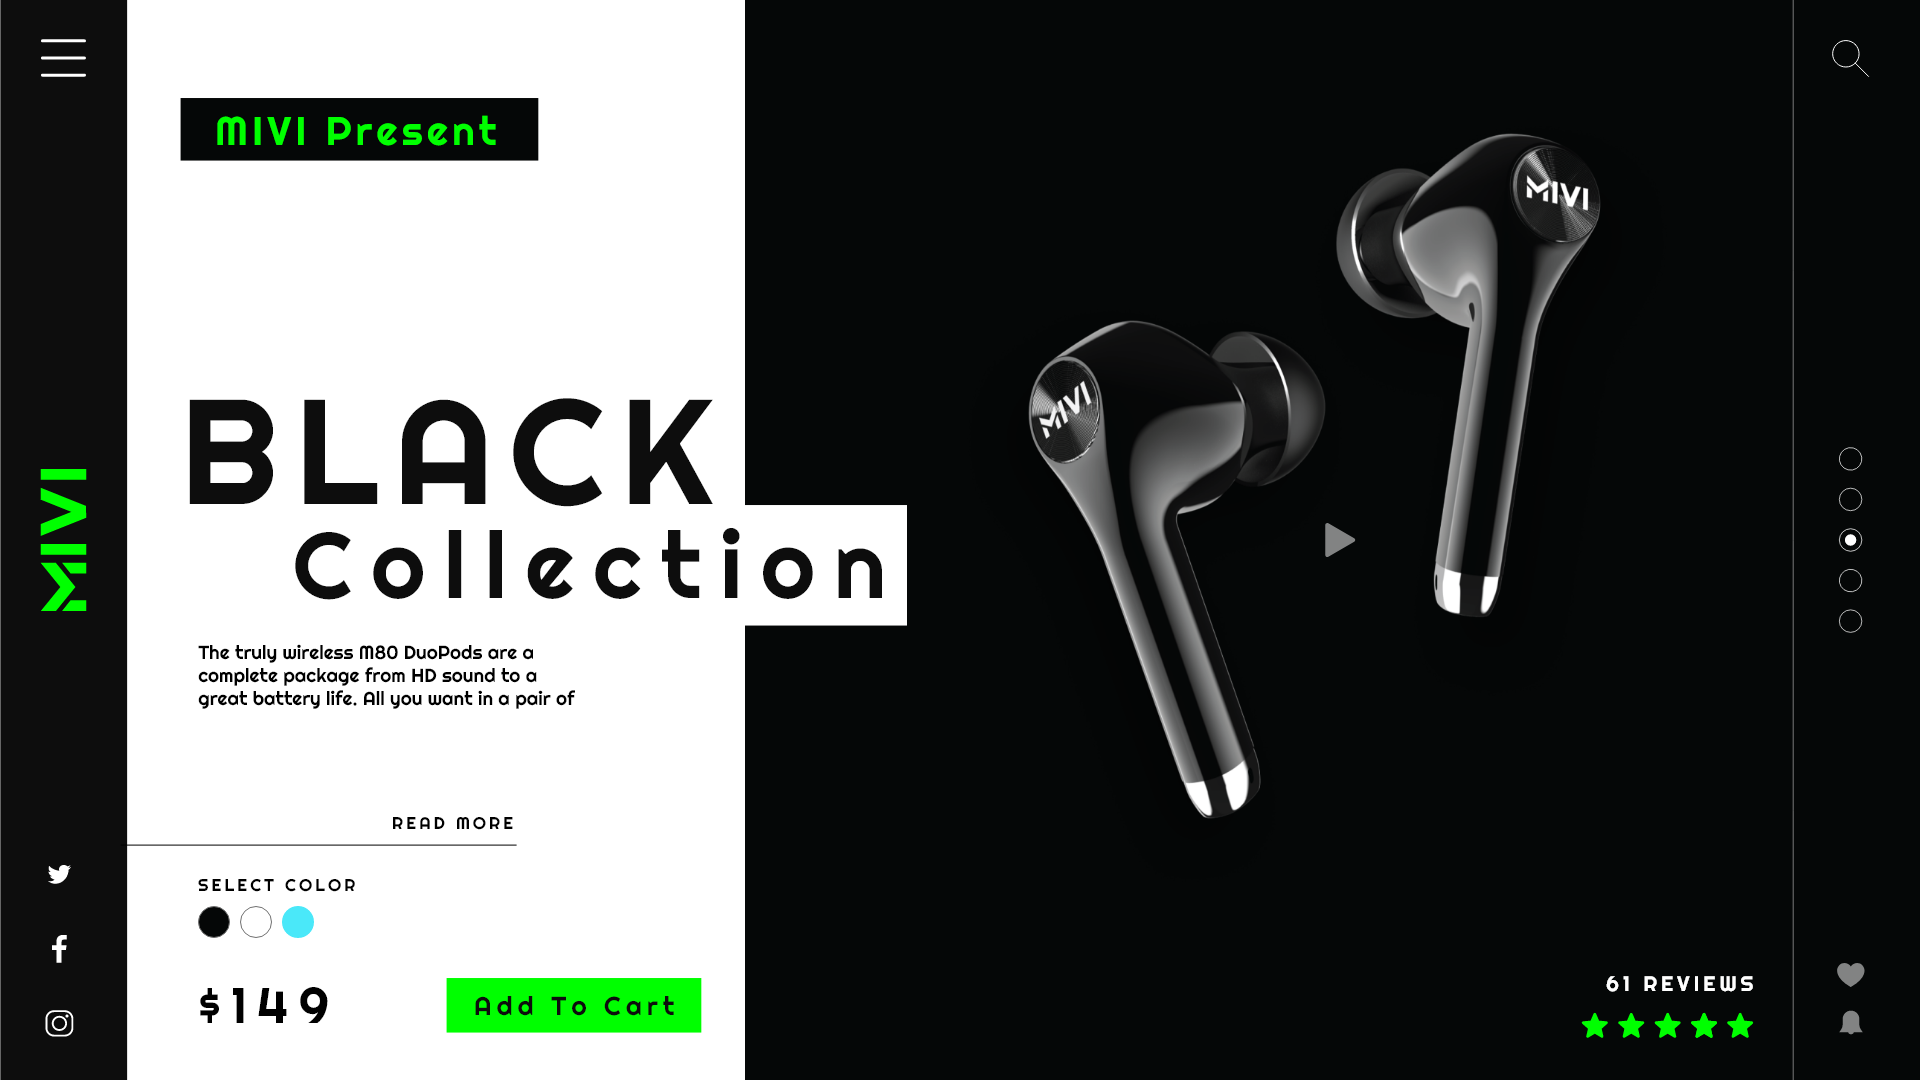 MIVI Present
MIVI
BLACK
Collection
The truly wireless M80 DuoPods are a
complete package from HD sound to a
great battery life. All you want in a pair of
READ MORE
SELECT COLOR
$149
Add To Cart
MIVI
MIVI
61 REVIEWS